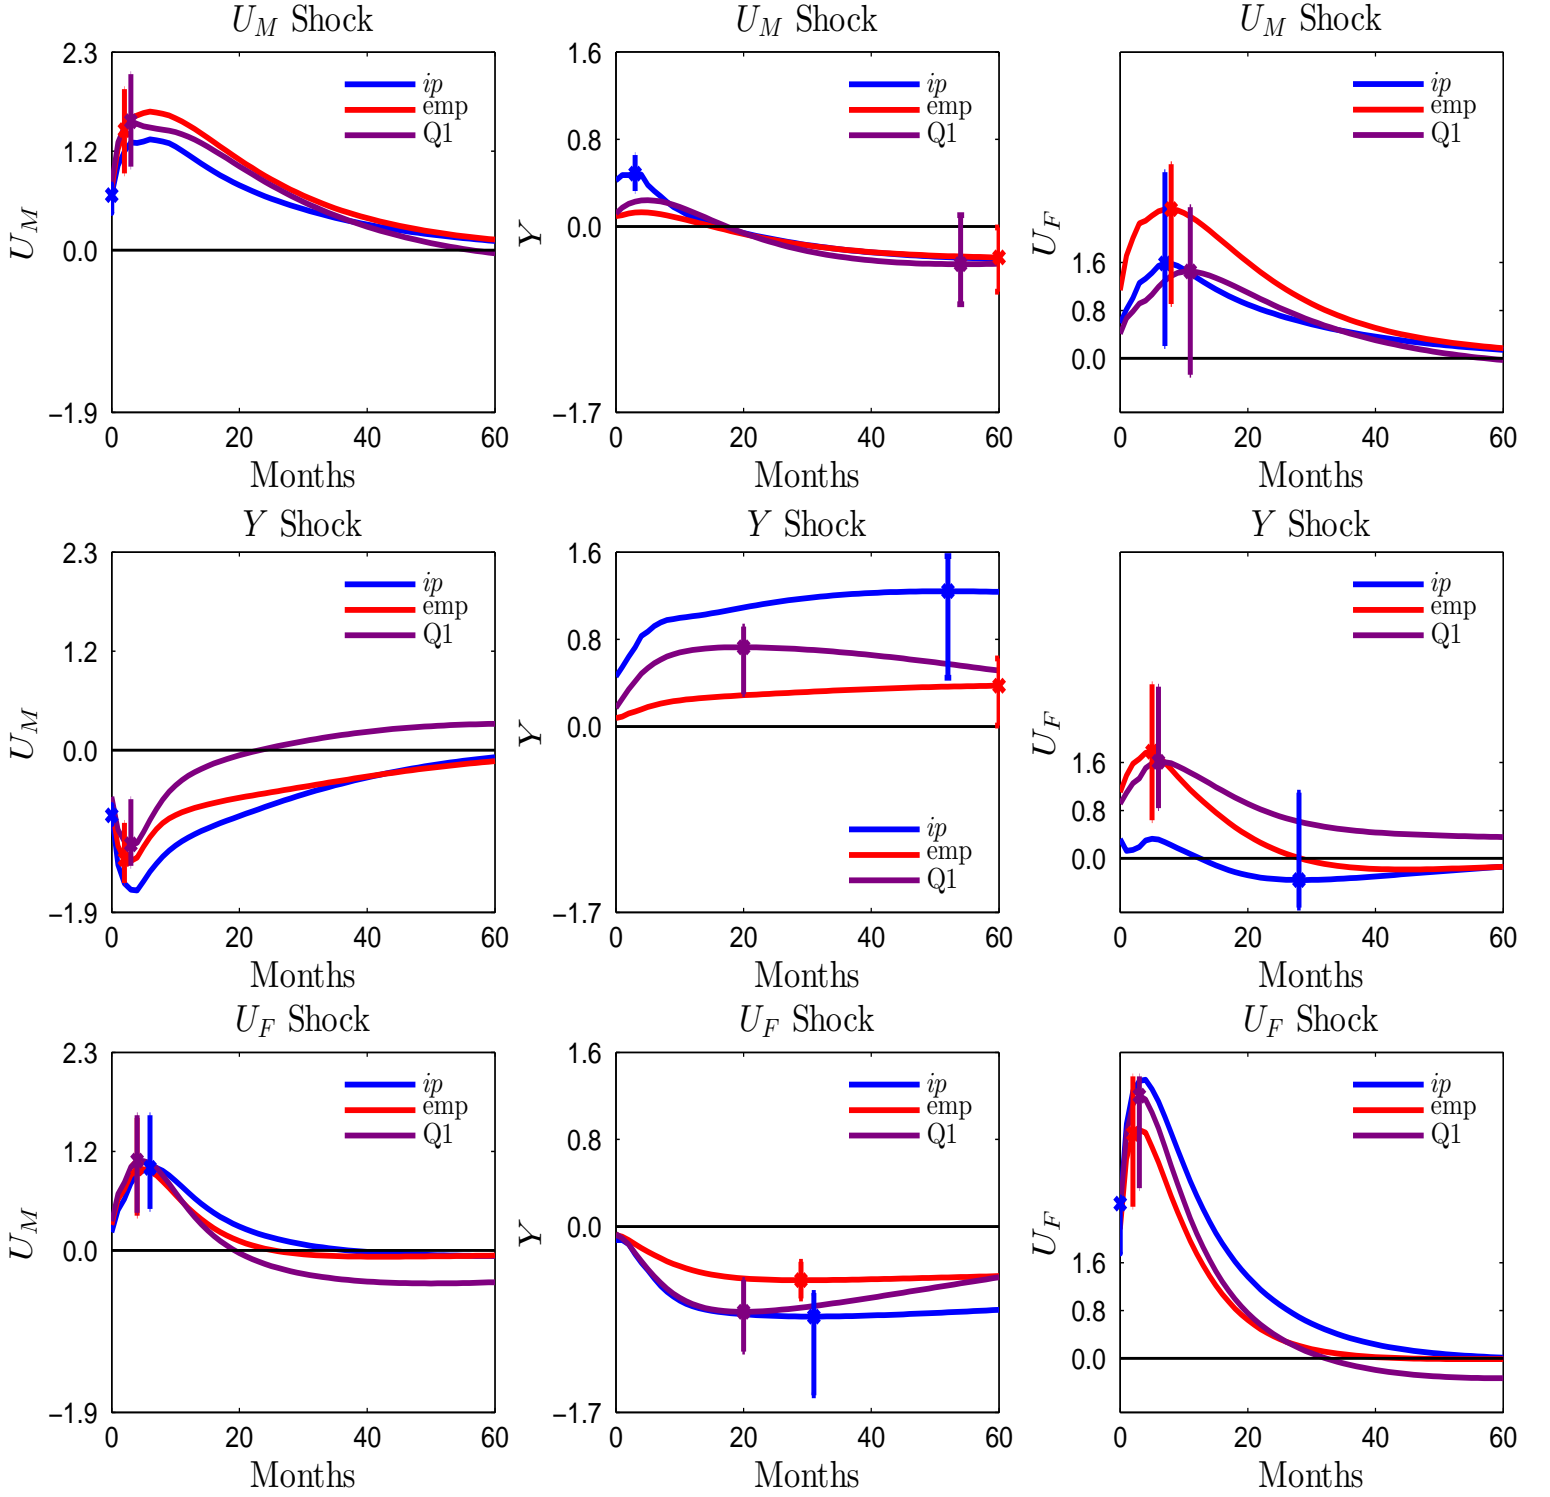 U_M Shock
U_M
2.3
1.2
0.0
−1.9
ip
emp
Q1
0 20 40 60
Months
U_M Shock
Y
1.6
0.8
0.0
−1.7
ip
emp
Q1
0 20 40 60
Months
U_M Shock
U_F
1.6
0.8
0.0
ip
emp
Q1
0 20 40 60
Months
Y Shock
U_M
2.3
1.2
0.0
−1.9
ip
emp
Q1
0 20 40 60
Months
Y Shock
Y
1.6
0.8
0.0
−1.7
ip
emp
Q1
0 20 40 60
Months
Y Shock
U_F
1.6
0.8
0.0
ip
emp
Q1
0 20 40 60
Months
U_F Shock
U_M
2.3
1.2
0.0
−1.9
ip
emp
Q1
0 20 40 60
Months
U_F Shock
Y
1.6
0.8
0.0
−1.7
ip
emp
Q1
0 20 40 60
Months
U_F Shock
U_F
1.6
0.8
0.0
ip
emp
Q1
0 20 40 60
Months